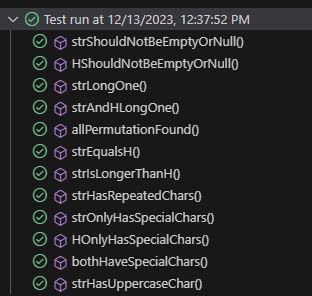 Test run at 12/13/2023, 12:37:52 PM
strShouldNotBeEmptyOrNull()
HShouldNotBeEmptyOrNull()
strLongOne()
strAndHLongOne()
allPermutationFound()
strEqualsH()
strIsLongerThanH()
strHasRepeatedChars()
strOnlyHasSpecialChars()
HOnlyHasSpecialChars()
bothHaveSpecialChars()
strHasUppercaseChar()